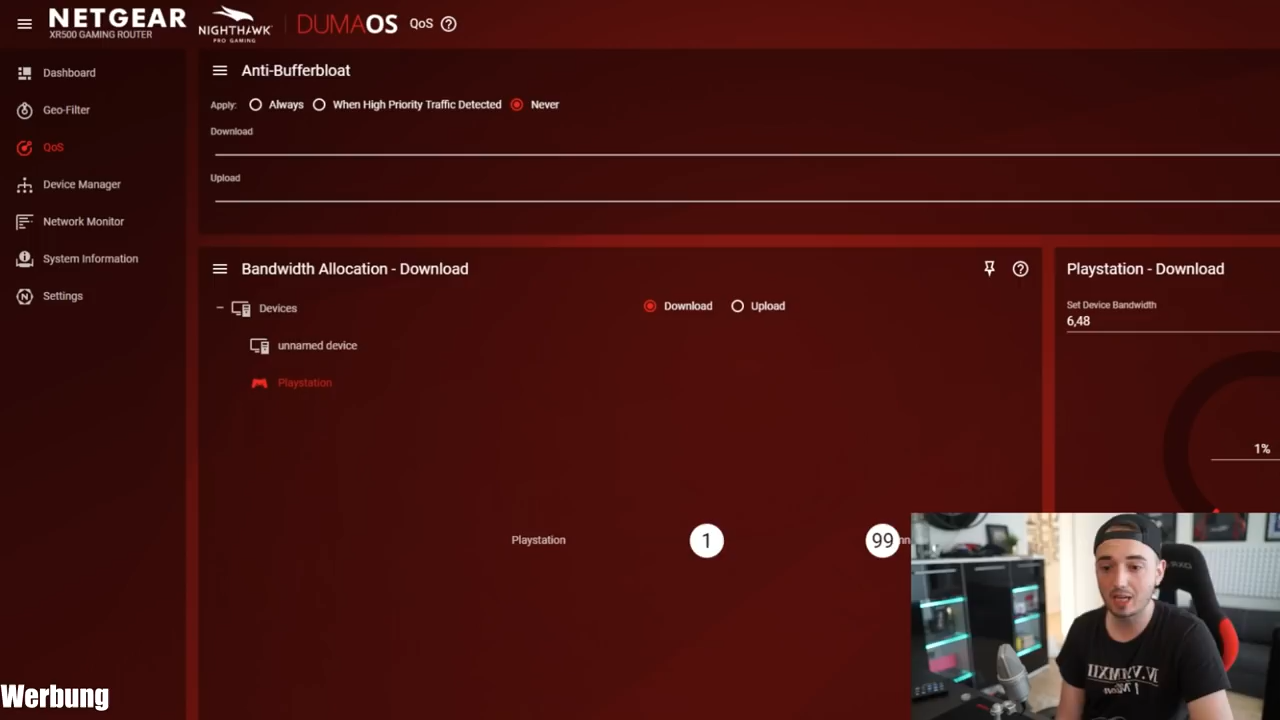 NETGEAR
XR500 GAMING ROUTER
NIGHTHAWK
PRO GAMING
DUMAOS QoS ?
Dashboard
Geo-Filter
QoS
Device Manager
Network Monitor
System Information
Settings
Anti-Bufferbloat
Apply: Always When High Priority Traffic Detected Never
Download
Upload
Bandwidth Allocation - Download ?
Devices Download Upload
unnamed device
Playstation
Playstation 1 99
Playstation - Download
Set Device Bandwidth
6,48
1%
Werbung